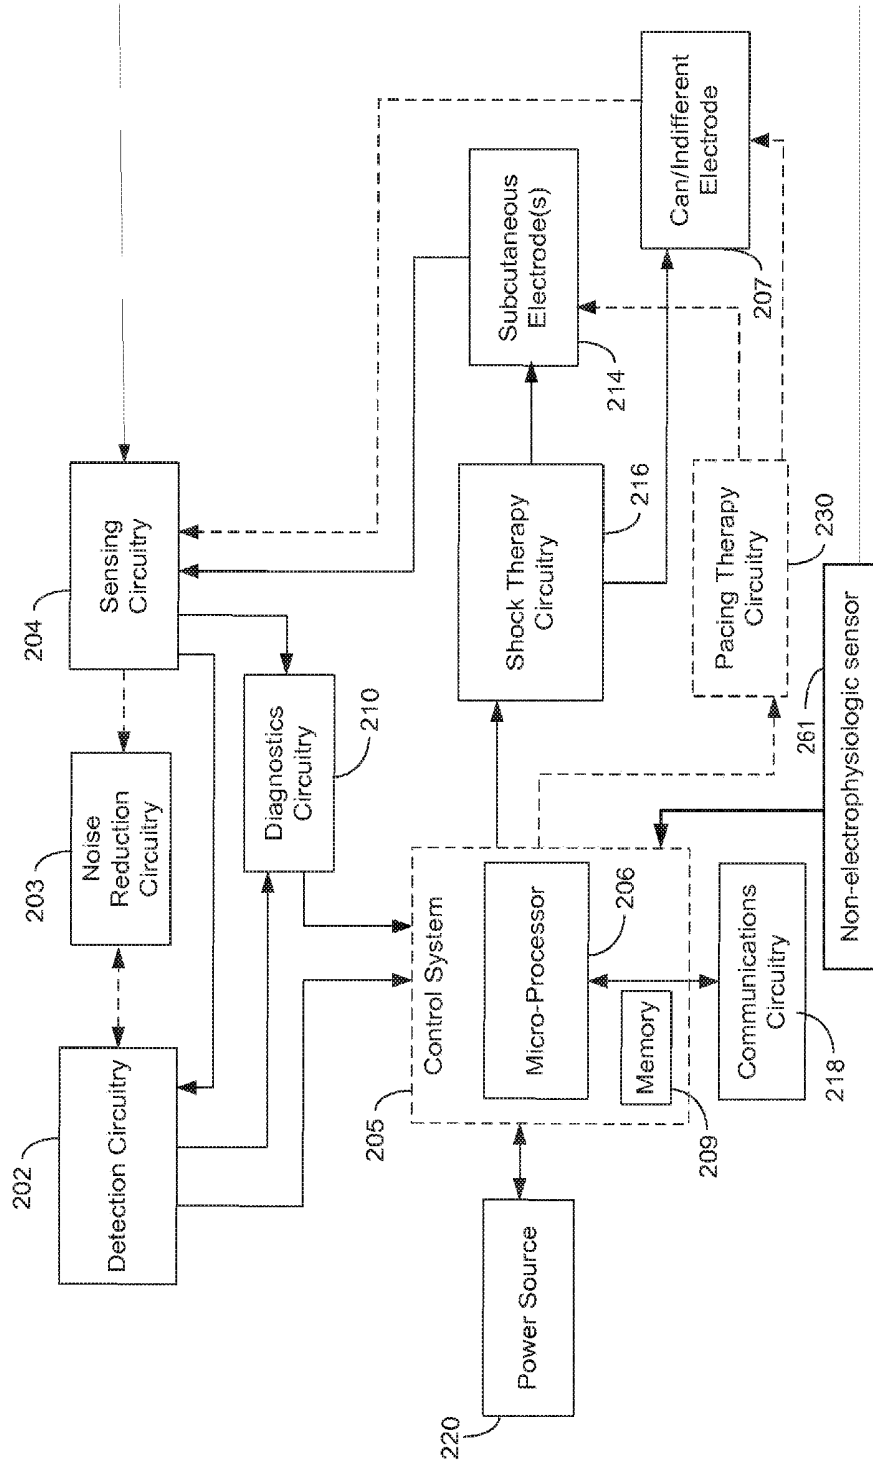 202
Detection Circuitry
203
Noise
Reduction
Circuitry
204
Sensing
Circuitry
210
Diagnostics
Circuitry
205
Control System
Micro-Processor
206
Memory
209
220
Power Source
Communications
Circuitry
218
Shock Therapy
Circuitry
216
Subcutaneous
Electrode(s)
214
Can/Indifferent
Electrode
207
Pacing Therapy
Circuitry
230
261
Non-electrophysiologic sensor